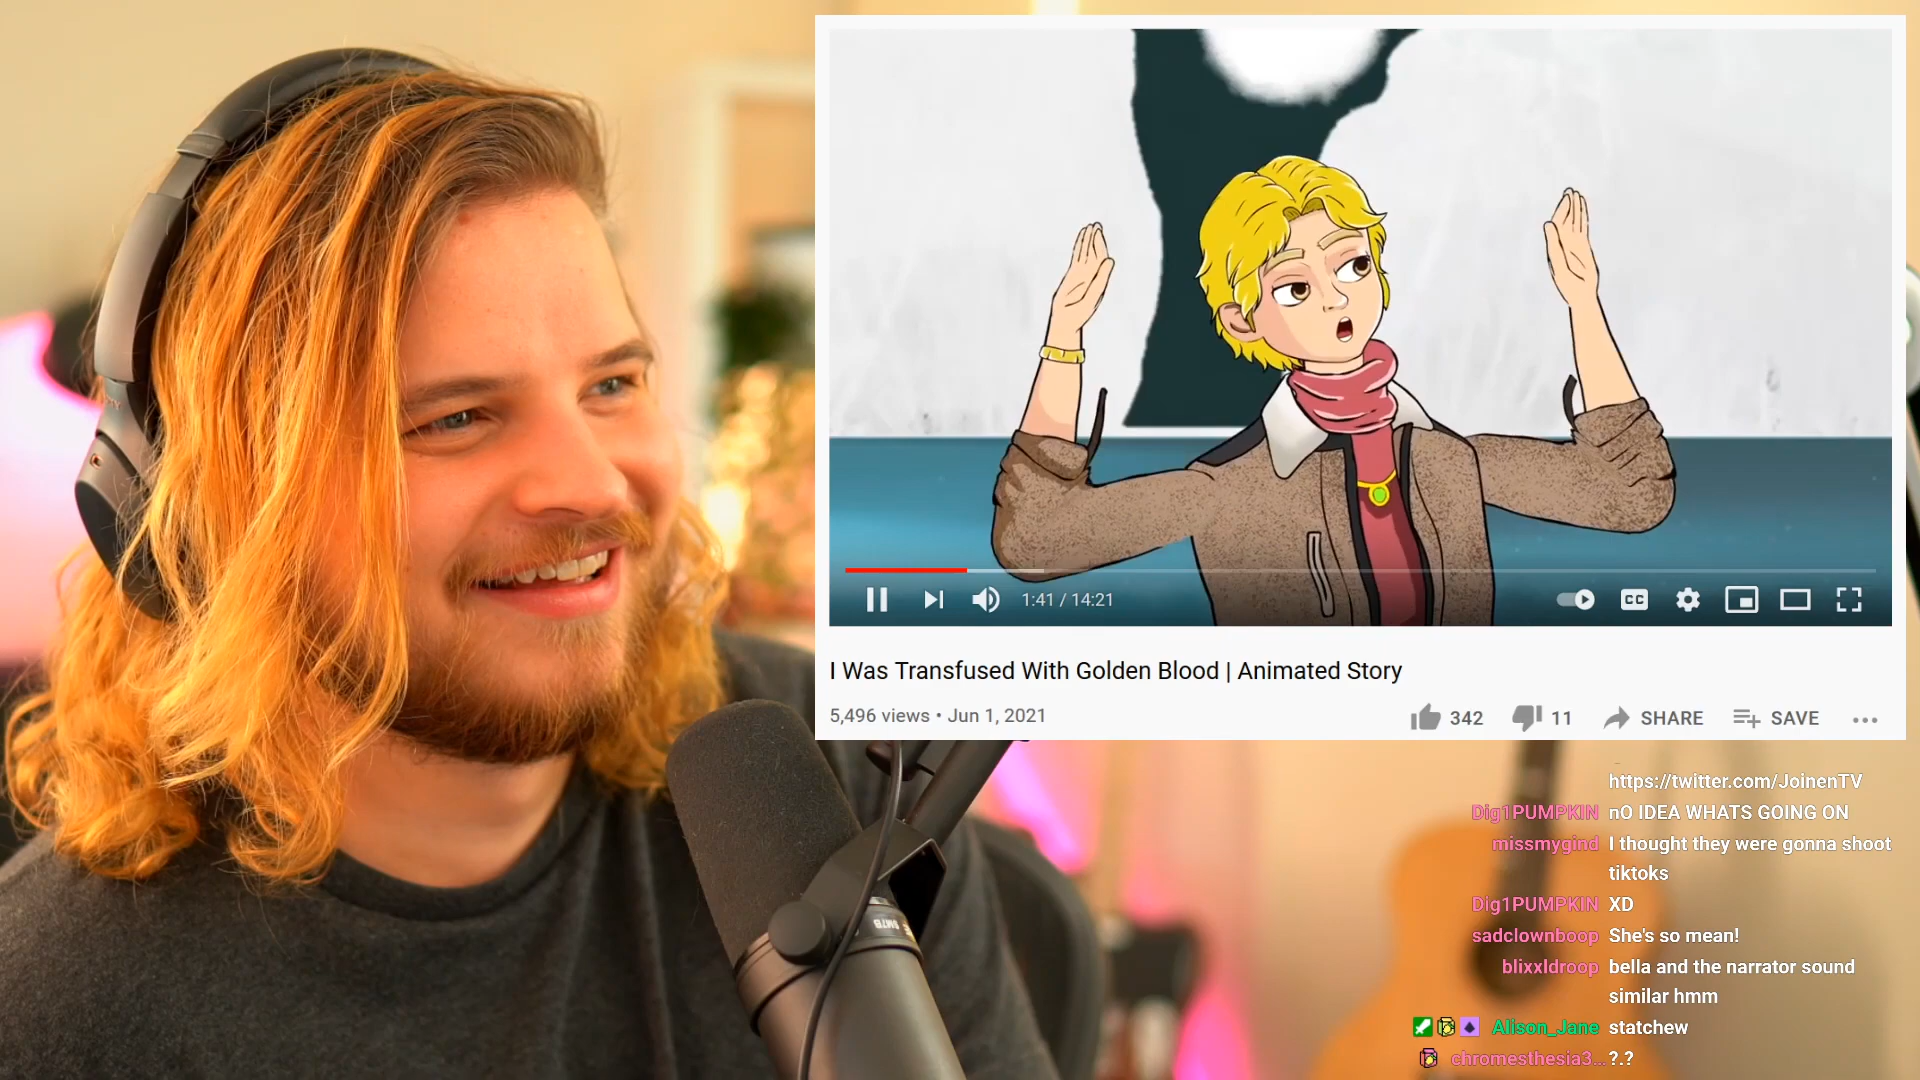 1:41 / 14:21
CC
I Was Transfused With Golden Blood | Animated Story
5,496 views • Jun 1, 2021
342
11
SHARE
SAVE
https://twitter.com/JoinenTV
Dig1PUMPKIN nO IDEA WHATS GOING ON
missmygind I thought they were gonna shoot
tiktoks
Dig1PUMPKIN XD
sadclownboop She's so mean!
blixxldroop bella and the narrator sound
similar hmm
Alison_Jane statchew
chromesthesia3... ?.?